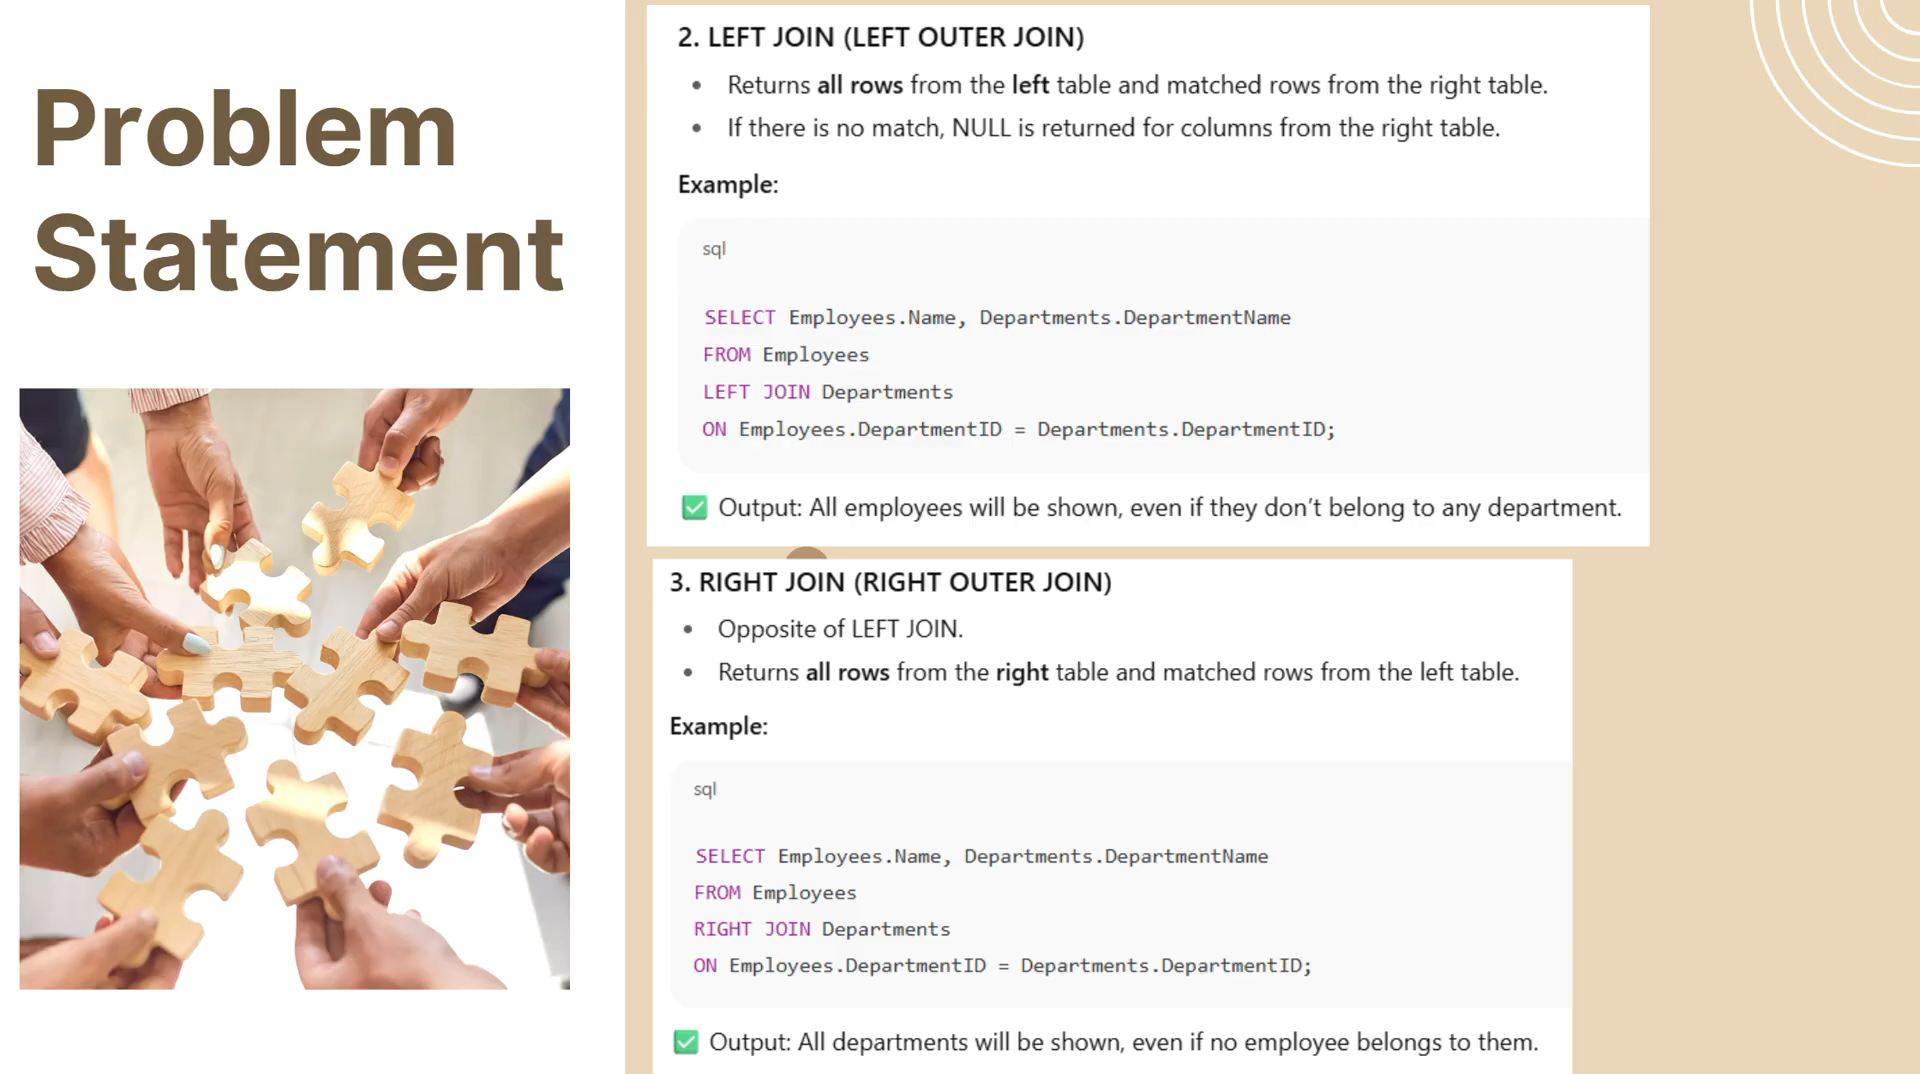 Problem
Statement
2. LEFT JOIN (LEFT OUTER JOIN)
• Returns all rows from the left table and matched rows from the right table.
• If there is no match, NULL is returned for columns from the right table.
Example:
sql
SELECT Employees.Name, Departments.DepartmentName
FROM Employees
LEFT JOIN Departments
ON Employees.DepartmentID = Departments.DepartmentID;
✅ Output: All employees will be shown, even if they don’t belong to any department.
3. RIGHT JOIN (RIGHT OUTER JOIN)
• Opposite of LEFT JOIN.
• Returns all rows from the right table and matched rows from the left table.
Example:
sql
SELECT Employees.Name, Departments.DepartmentName
FROM Employees
RIGHT JOIN Departments
ON Employees.DepartmentID = Departments.DepartmentID;
✅ Output: All departments will be shown, even if no employee belongs to them.